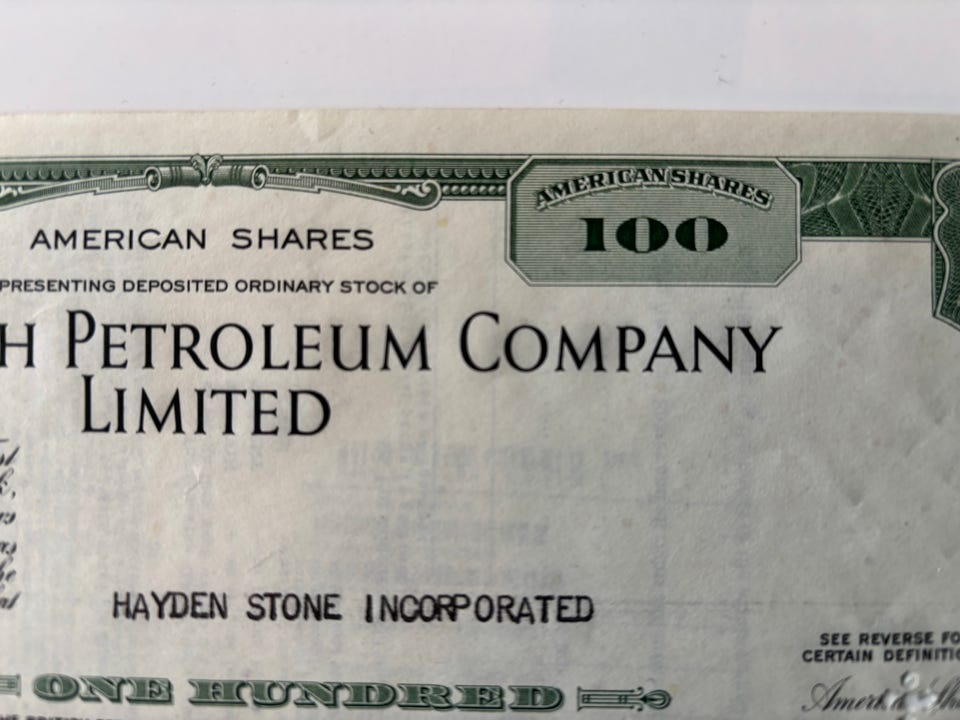 AMERICAN SHARES
AMERICAN SHARES
100
PRESENTING DEPOSITED ORDINARY STOCK OF
H PETROLEUM COMPANY
LIMITED
HAYDEN STONE INCORPORATED
SEE REVERSE FO
CERTAIN DEFINITIO
ONE HUNDRED